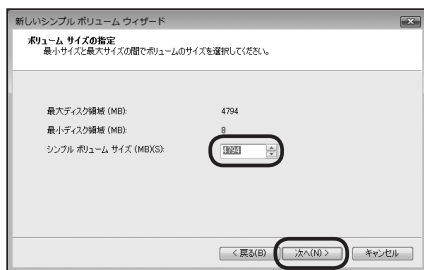 新しいシンプル ボリューム ウィザード
ボリューム サイズの指定
最小サイズと最大サイズの間でボリュームのサイズを選択してください。
最大ディスク領域 (MB): 4794
最小ディスク領域 (MB): 8
シンプル ボリューム サイズ (MB)(S): 4794
< 戻る(B) 次へ(N) > キャンセル